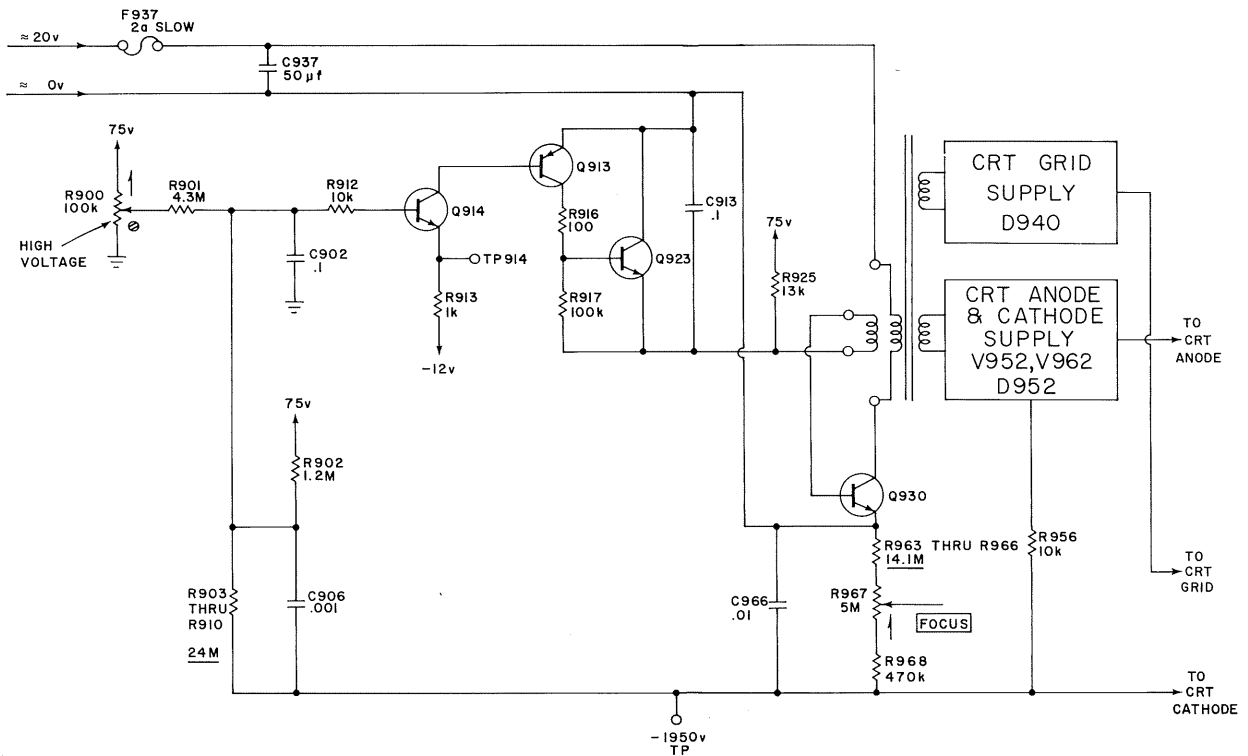 F937
2a SLOW
≈ 20v
C937
50 µf
≈ 0v
75v
R900
100k
HIGH
VOLTAGE
R901
4.3M
R912
10k
C902
.1
Q914
TP914
R913
1k
-12v
Q913
R916
100
R917
100k
Q923
C913
.1
75v
R925
13k
CRT GRID
SUPPLY
D940
CRT ANODE
& CATHODE
SUPPLY
V952, V962
D952
TO
CRT
ANODE
75v
R902
1.2M
R903
THRU
R910
24M
C906
.001
Q930
R963 THRU R966
14.1M
R956
10k
C966
.01
R967
5M
FOCUS
R968
470k
TO
CRT
GRID
TO
CRT
CATHODE
-1950v
TP